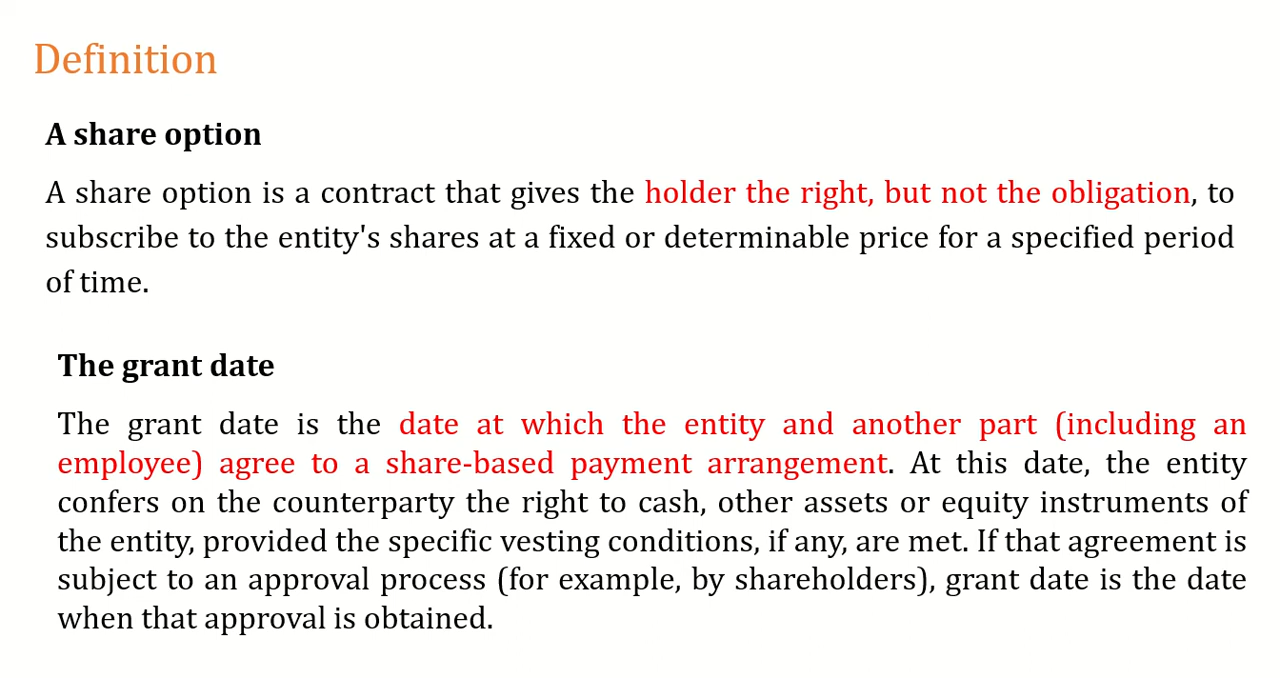 Definition
A share option
A share option is a contract that gives the holder the right, but not the obligation, to
subscribe to the entity's shares at a fixed or determinable price for a specified period
of time.
The grant date
The grant date is the date at which the entity and another part (including an
employee) agree to a share-based payment arrangement. At this date, the entity
confers on the counterparty the right to cash, other assets or equity instruments of
the entity, provided the specific vesting conditions, if any, are met. If that agreement is
subject to an approval process (for example, by shareholders), grant date is the date
when that approval is obtained.